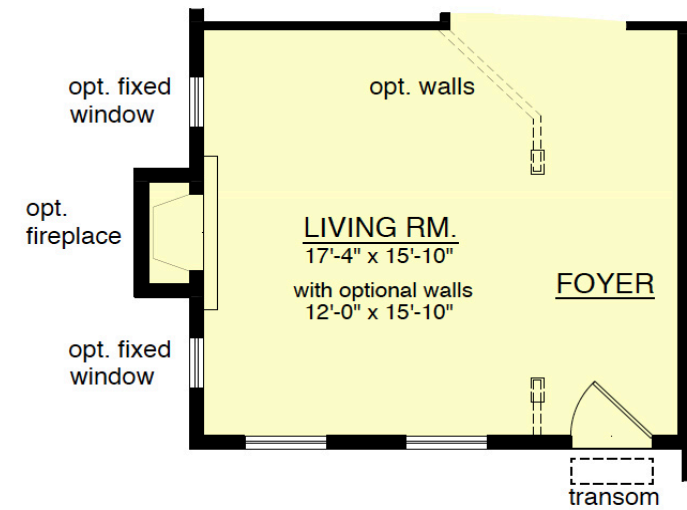 opt. fixed
window
opt. walls
opt.
fireplace
LIVING RM.
17'-4" x 15'-10"
with optional walls
12'-0" x 15'-10"
FOYER
opt. fixed
window
transom